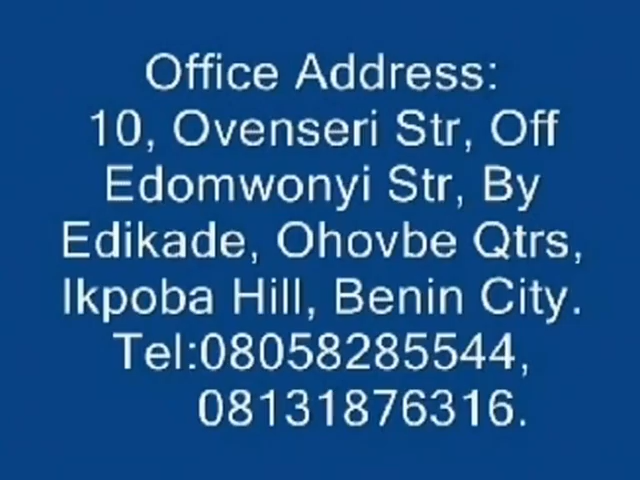 Office Address:
10, Ovenseri Str, Off
Edomwonyi Str, By
Edikade, Ohovbe Qtrs,
Ikpoba Hill, Benin City.
Tel:08058285544,
08131876316.